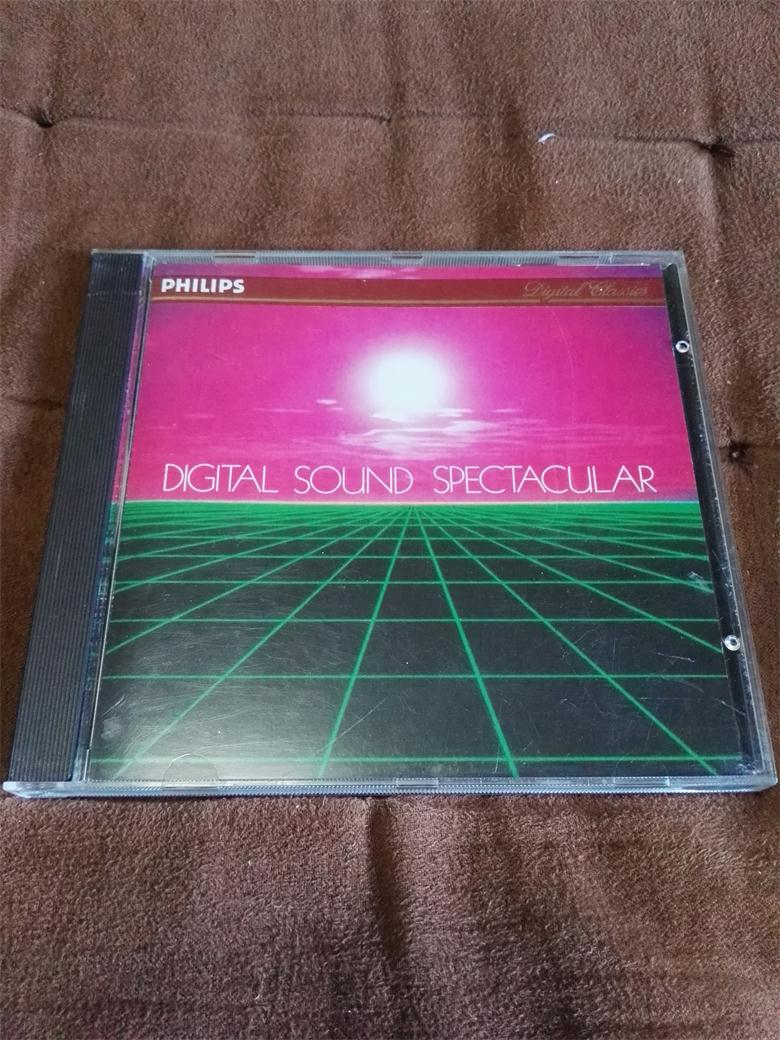 PHILIPS Digital Classics
DIGITAL SOUND SPECTACULAR